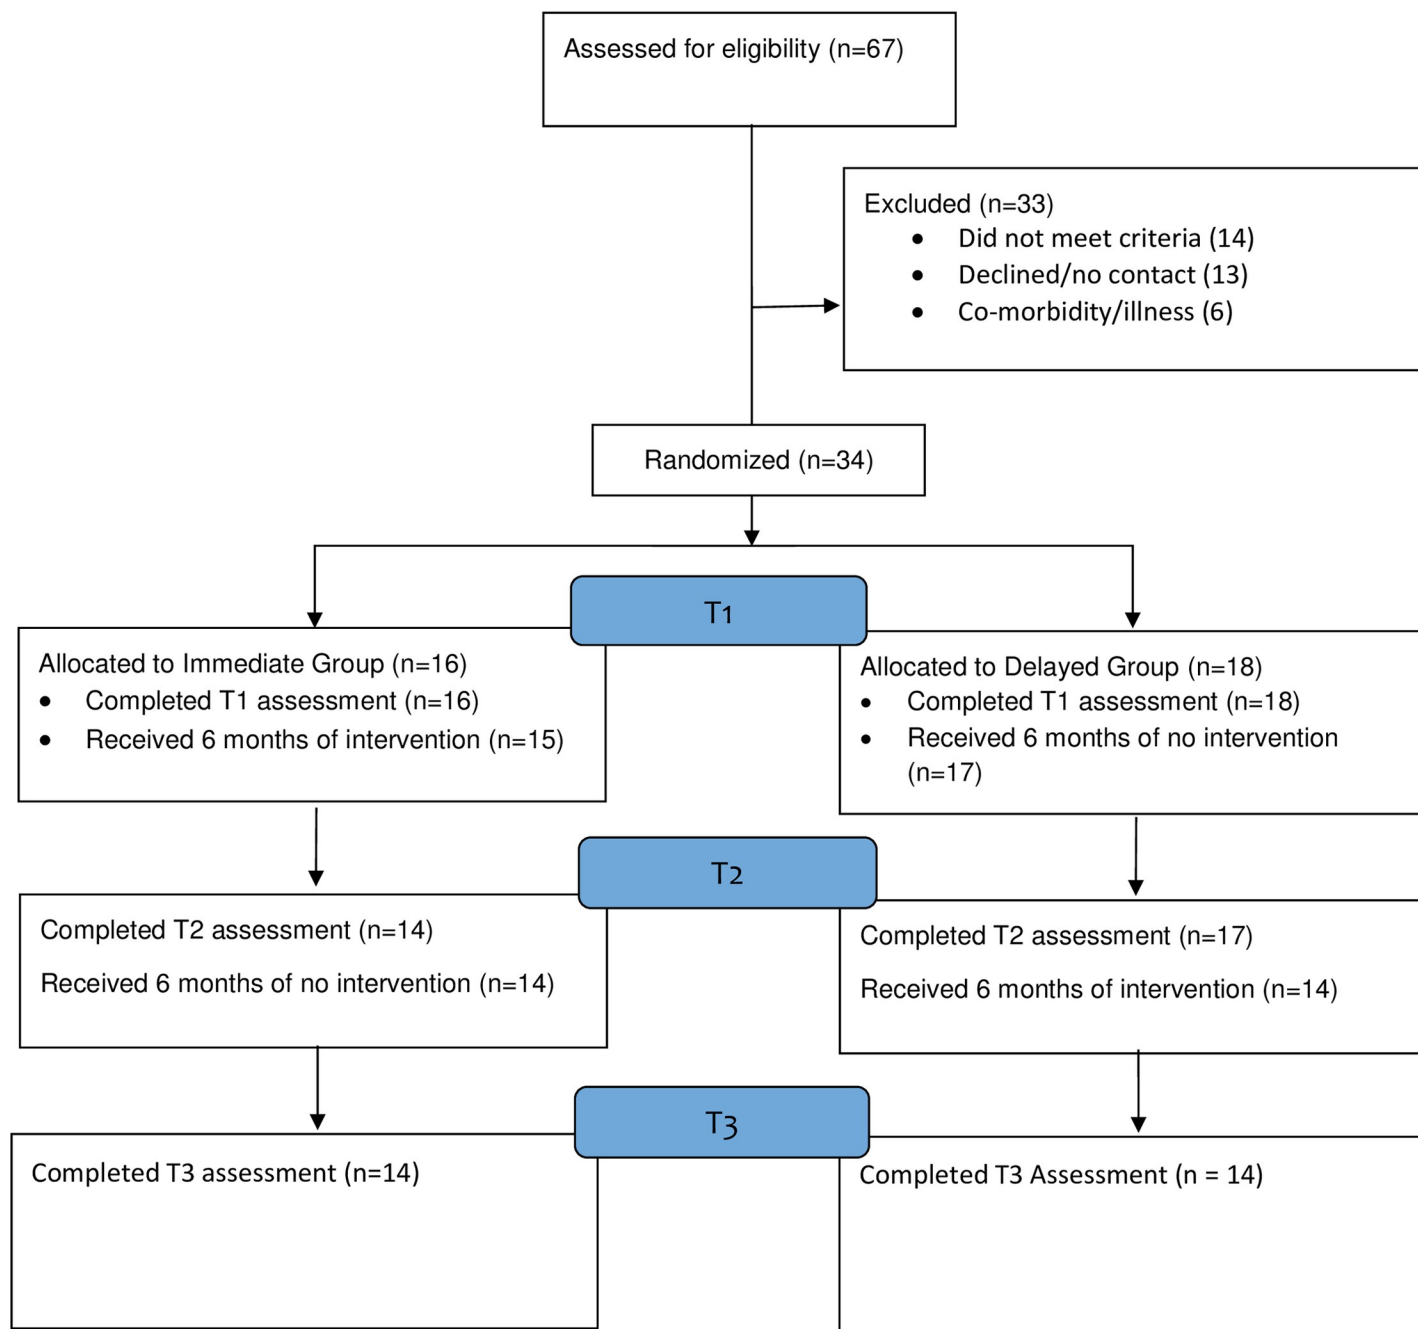 Assessed for eligibility (n=67)
Excluded (n=33)
• Did not meet criteria (14)
• Declined/no contact (13)
• Co-morbidity/illness (6)
Randomized (n=34)
T1
Allocated to Immediate Group (n=16)
• Completed T1 assessment (n=16)
• Received 6 months of intervention (n=15)
Allocated to Delayed Group (n=18)
• Completed T1 assessment (n=18)
• Received 6 months of no intervention
(n=17)
T2
Completed T2 assessment (n=14)
Received 6 months of no intervention (n=14)
Completed T2 assessment (n=17)
Received 6 months of intervention (n=14)
T3
Completed T3 assessment (n=14)
Completed T3 Assessment (n = 14)